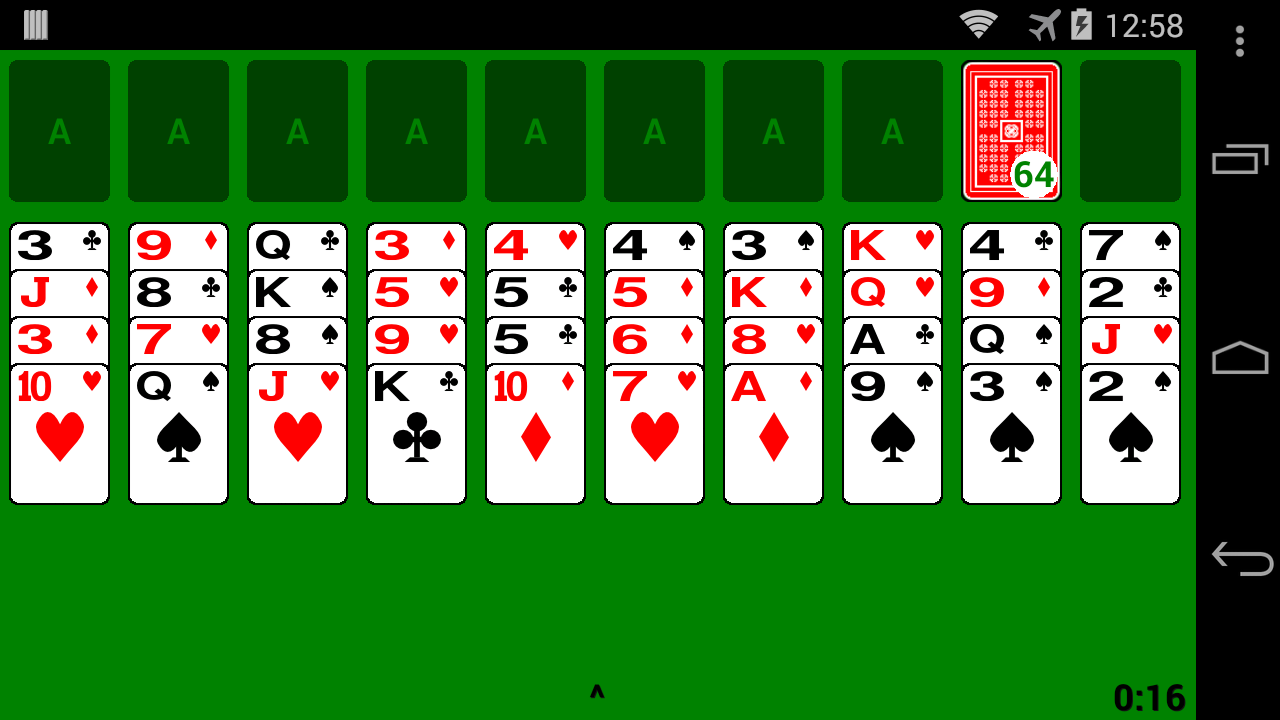 12:58
A A A A A A A A 64
3 9 Q 3 4 4 3 K 4 7
J 8 K 5 5 5 K Q 9 2
3 7 8 9 5 6 8 A Q J
10 Q J K 10 7 A 9 3 2
^
0:16